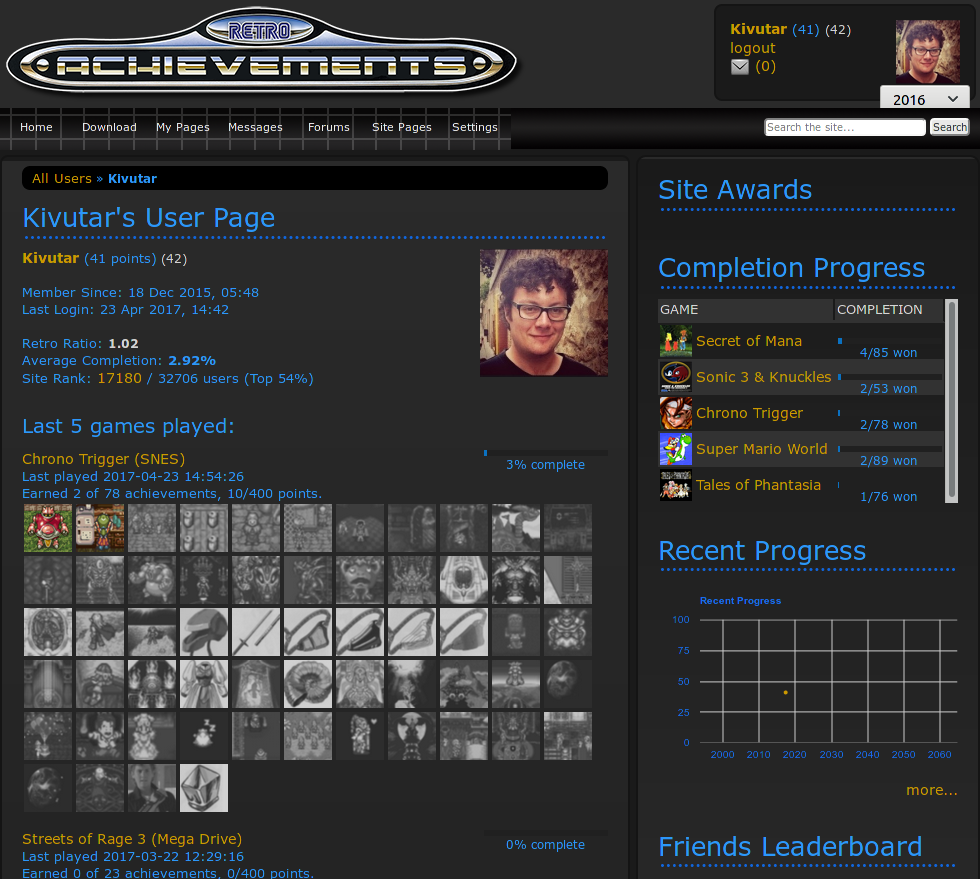 RETRO
ACHIEVEMENTS
Kivutar (41) (42)
logout
(0)
2016
Home Download My Pages Messages Forums Site Pages Settings
Search the site... Search
All Users » Kivutar
Kivutar's User Page
Kivutar (41 points) (42)
Member Since: 18 Dec 2015, 05:48
Last Login: 23 Apr 2017, 14:42
Retro Ratio: 1.02
Average Completion: 2.92%
Site Rank: 17180 / 32706 users (Top 54%)
Last 5 games played:
Chrono Trigger (SNES)
Last played 2017-04-23 14:54:26
Earned 2 of 78 achievements, 10/400 points.
3% complete
Streets of Rage 3 (Mega Drive)
Last played 2017-03-22 12:29:16
Earned 0 of 23 achievements, 0/400 points.
0% complete
Site Awards
Completion Progress
GAME COMPLETION
Secret of Mana 4/85 won
Sonic 3 & Knuckles 2/53 won
Chrono Trigger 2/78 won
Super Mario World 2/89 won
Tales of Phantasia 1/76 won
Recent Progress
Recent Progress
100
75
50
25
0
2000 2010 2020 2030 2040 2050 2060
more...
Friends Leaderboard